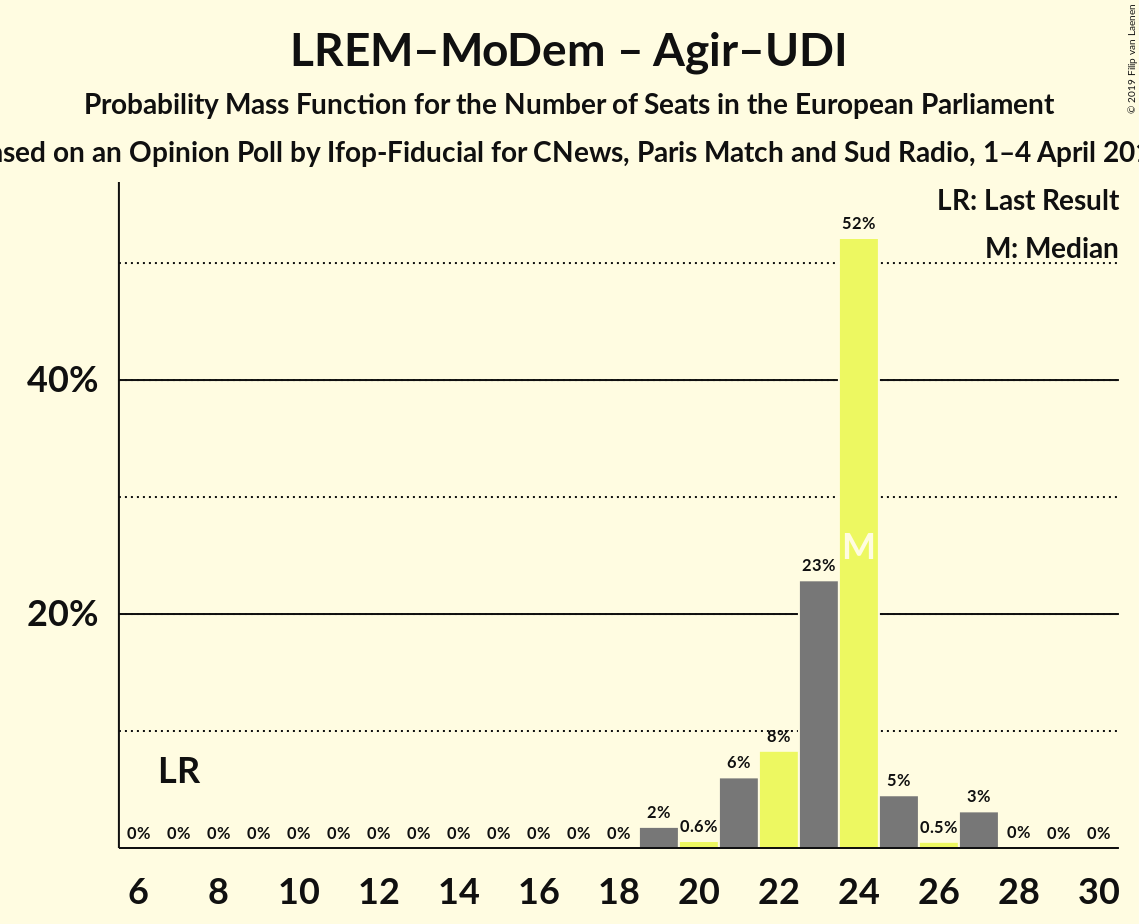 LREM–MoDem – Agir–UDI
Probability Mass Function for the Number of Seats in the European Parliament
on an Opinion Poll by Ifop-Fiducial for CNews, Paris Match and Sud Radio, 1–4 April
© 2019 Filip van Laenen
LR: Last Result
M: Median
52%
40%
M
23%
20%
8%
6%
LR
5%
3%
2%
0% 0% 0% 0% 0% 0% 0% 0% 0% 0% 0% 0% 0% 0.6% 0.5% 0% 0% 0%
6 8 10 12 14 16 18 20 22 24 26 28 30